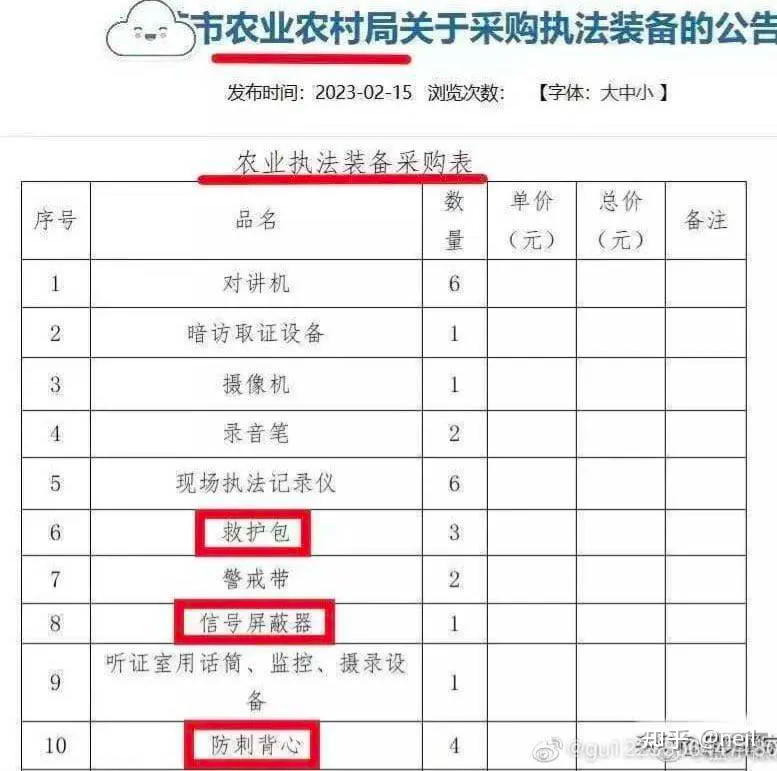 市农业农村局关于采购执法装备的公告
发布时间：2023-02-15 浏览次数： 【字体：大中小 】
农业执法装备采购表
序号 品名 数量 单价（元） 总价（元） 备注
1 对讲机 6
2 暗访取证设备 1
3 摄像机 1
4 录音笔 2
5 现场执法记录仪 6
6 救护包 3
7 警戒带 2
8 信号屏蔽器 1
9 听证室用话筒、监控、摄录设
备 1
10 防刺背心 4
知乎